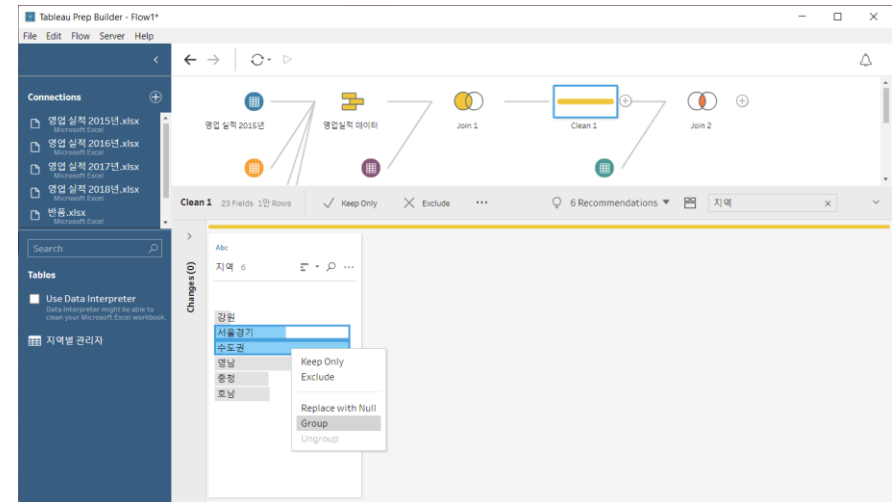 Tableau Prep Builder - Flow1*
File Edit Flow Server Help
Connections
영업 실적 2015년.xlsx
Microsoft Excel
영업 실적 2016년.xlsx
Microsoft Excel
영업 실적 2017년.xlsx
Microsoft Excel
영업 실적 2018년.xlsx
Microsoft Excel
반품.xlsx
Microsoft Excel
Search
Tables
Use Data Interpreter
Data Interpreter might be able to
clean your Microsoft Excel workbook.
지역별 관리자
영업 실적 2015년
영업실적 데이터
Join 1
Clean 1
Join 2
Clean 1 23 Fields 1만 Rows
Keep Only
Exclude
6 Recommendations
지역
Changes (0)
Abc
지역 6
강원
서울경기
수도권
영남
충청
호남
Keep Only
Exclude
Replace with Null
Group
Ungroup